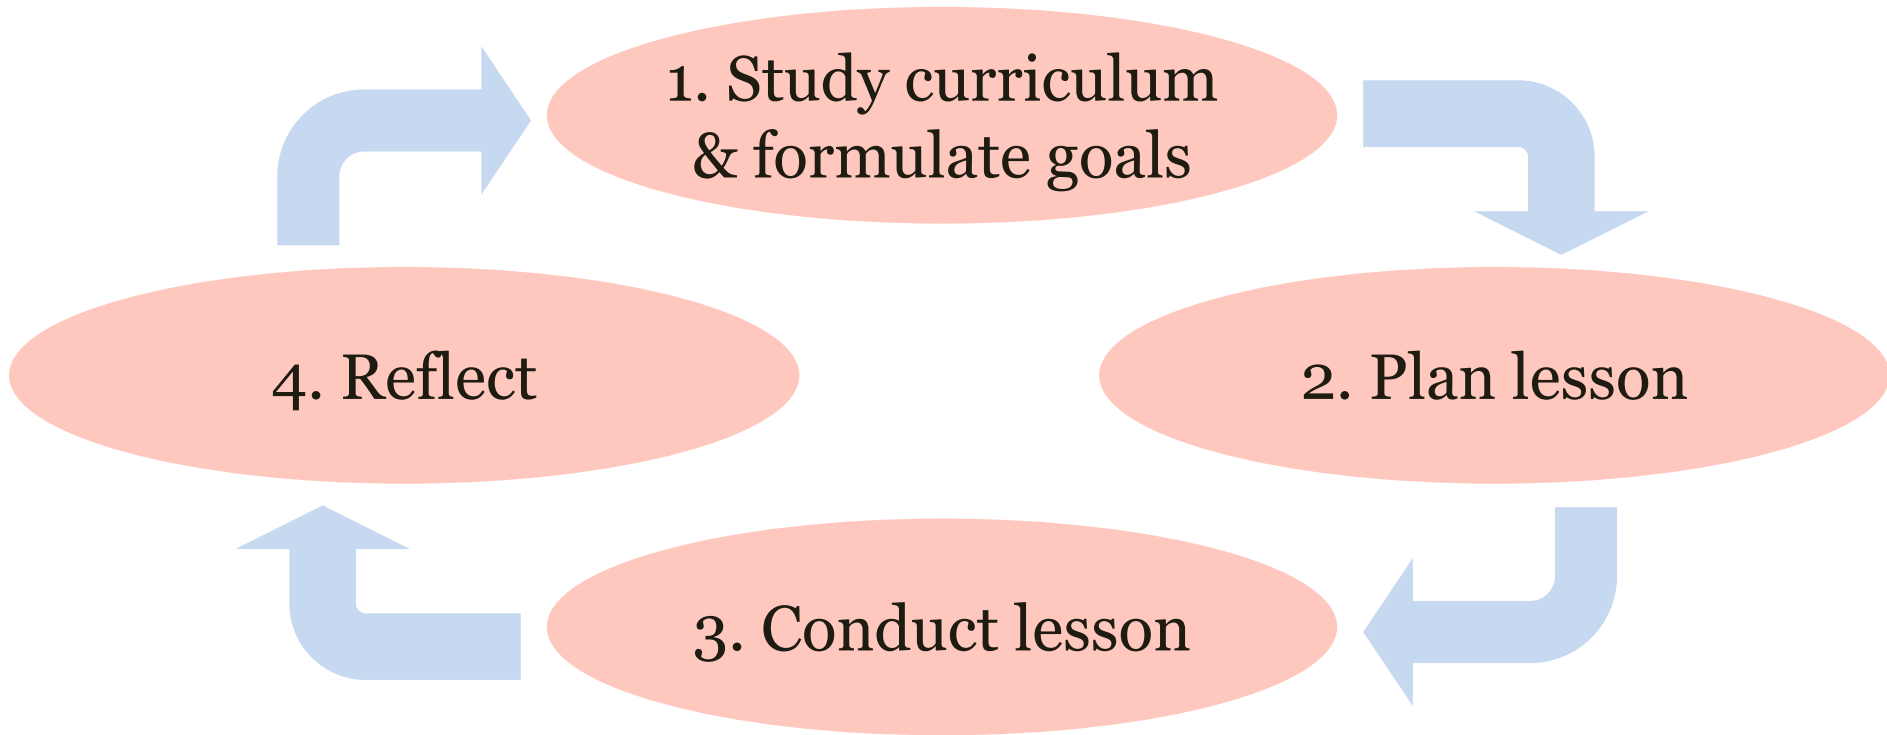 1. Study curriculum
& formulate goals
2. Plan lesson
3. Conduct lesson
4. Reflect